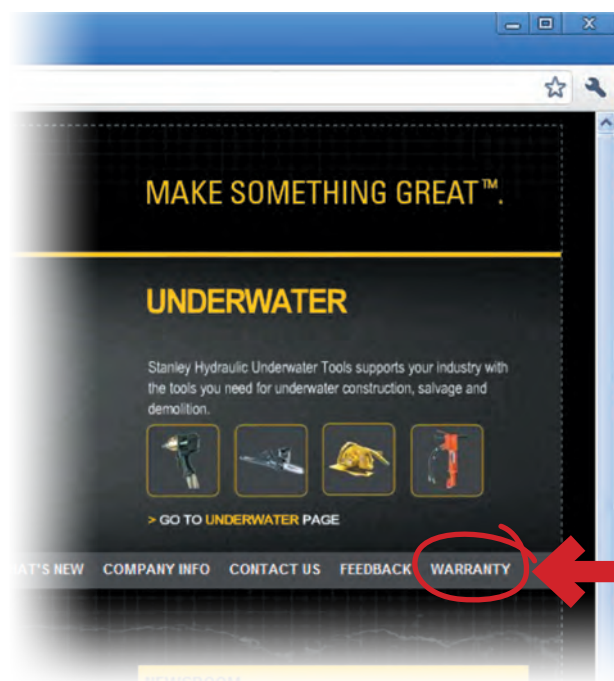 MAKE SOMETHING GREAT™.
UNDERWATER
Stanley Hydraulic Underwater Tools supports your industry with
the tools you need for underwater construction, salvage and
demolition.
> GO TO UNDERWATER PAGE
NEW COMPANY INFO CONTACT US FEEDBACK WARRANTY